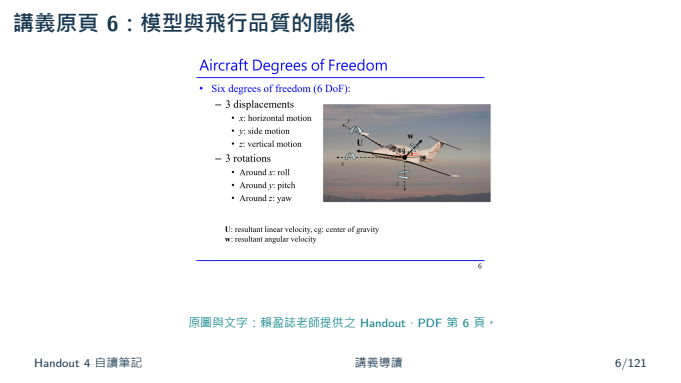 講義原頁 6：模型與飛行品質的關係
Aircraft Degrees of Freedom
• Six degrees of freedom (6 DoF):
– 3 displacements
• x: horizontal motion
• y: side motion
• z: vertical motion
– 3 rotations
• Around x: roll
• Around y: pitch
• Around z: yaw
y
U
w
x
z
U: resultant linear velocity, cg: center of gravity
w: resultant angular velocity
6
原圖與文字：賴盈誌老師提供之 Handout，PDF 第 6 頁。
Handout 4 自讀筆記 講義導讀 6/121